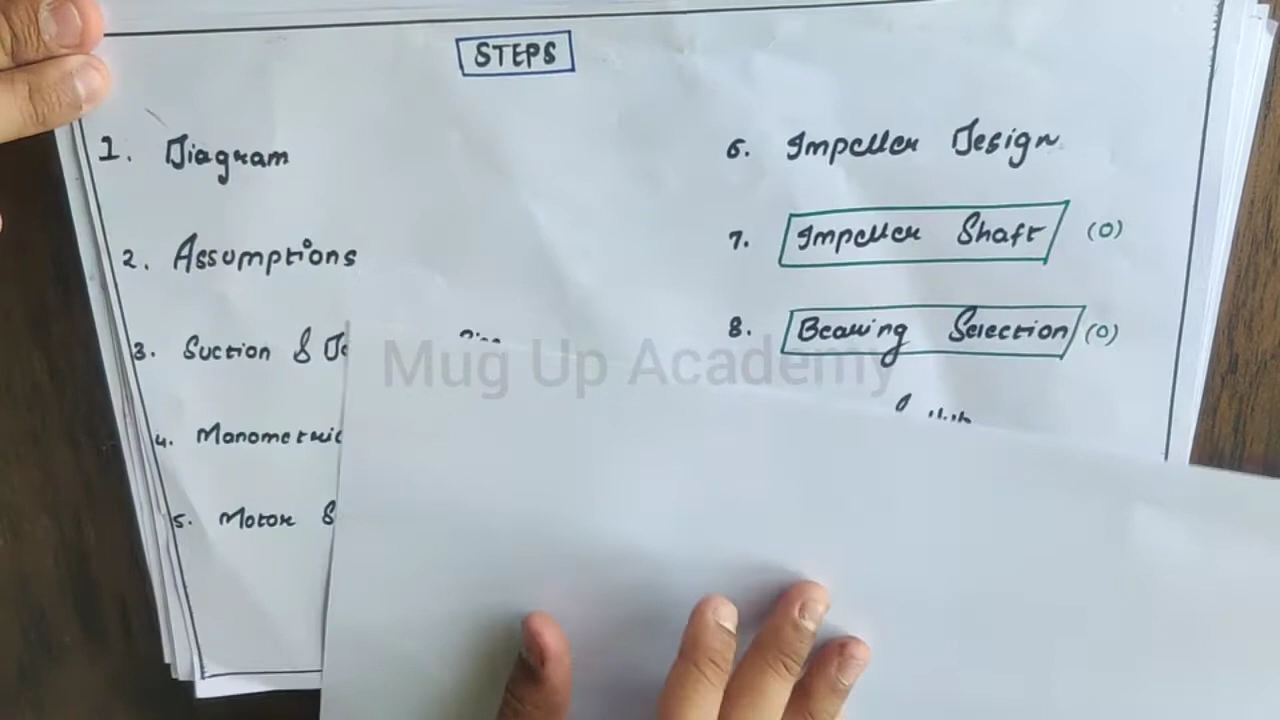 STEPS
1. Diagram
2. Assumptions
3. Suction &
4. Manometric
5. Motor &
6. Impeller Design
7. Impeller Shaft (0)
8. Bearing Selection (0)
Mug Up Academy